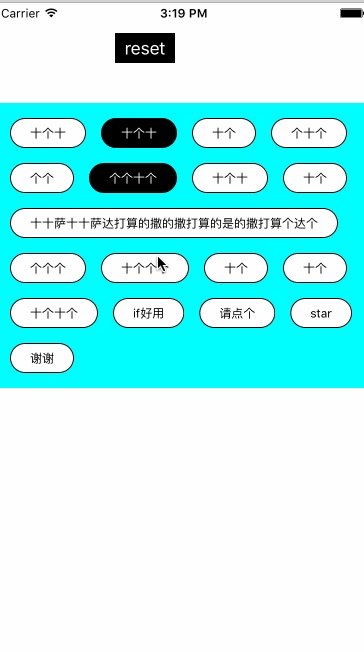 Carrier 3:19 PM
reset
十个十 十个十 十个 个十个
个个 个个十个 十个十 十个
十十萨十十萨达打算的撒的撒打算的是的撒打算个达个
个个个 十个个 十个 十个
十个十个 if好用 请点个 star
谢谢